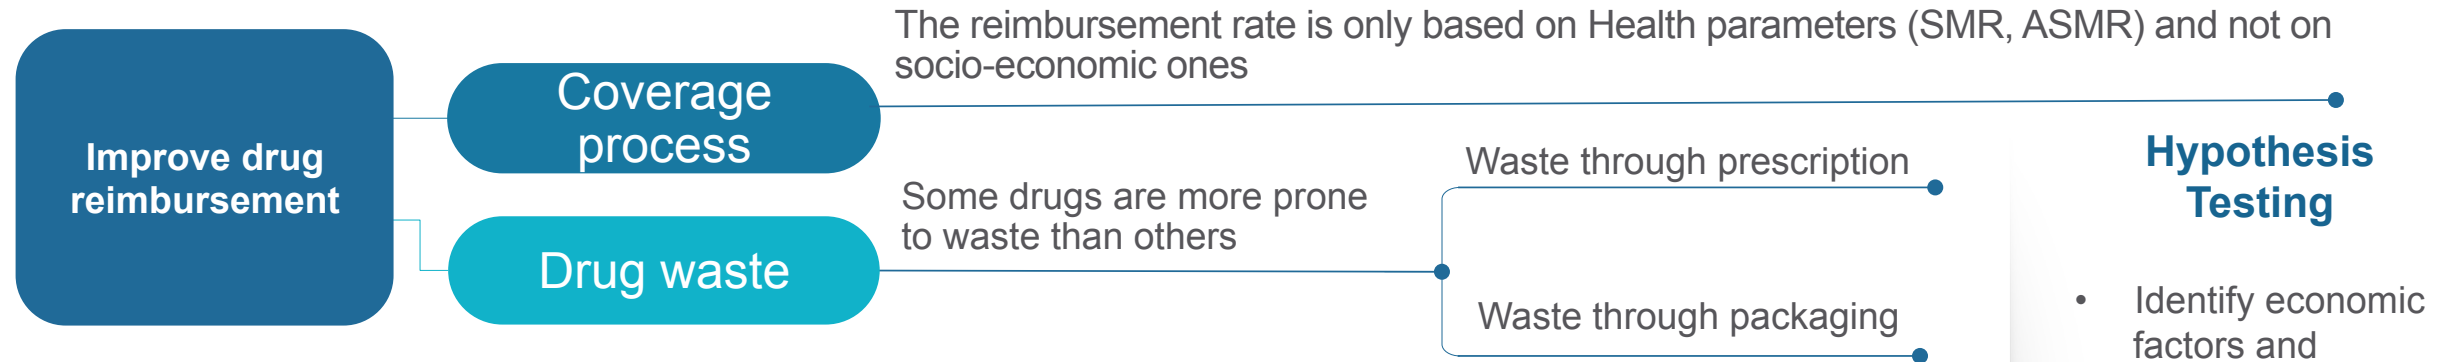 The reimbursement rate is only based on Health parameters (SMR, ASMR) and not on
socio-economic ones
Improve drug
reimbursement
Coverage
process
Drug waste
Some drugs are more prone
to waste than others
Waste through prescription
Waste through packaging
Hypothesis
Testing
• Identify economic
factors and